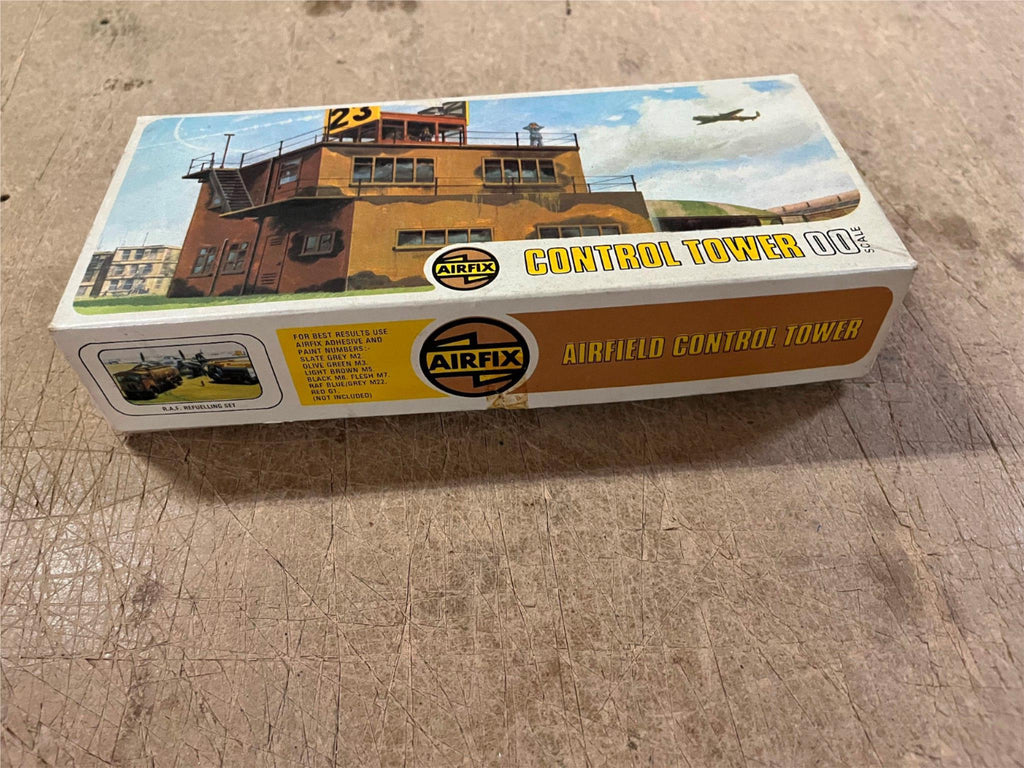 23
AIRFIX
CONTROL TOWER 00 SCALE
R.A.F. REFUELLING SET
FOR BEST RESULTS USE
AIRFIX ADHESIVE AND
PAINT NUMBERS:-
SLATE GREY M2.
OLIVE GREEN M3.
LIGHT BROWN M5.
BLACK M6. FLESH M7.
RAF BLUE/GREY M22.
RED G1
(NOT INCLUDED)
AIRFIX
AIRFIELD CONTROL TOWER